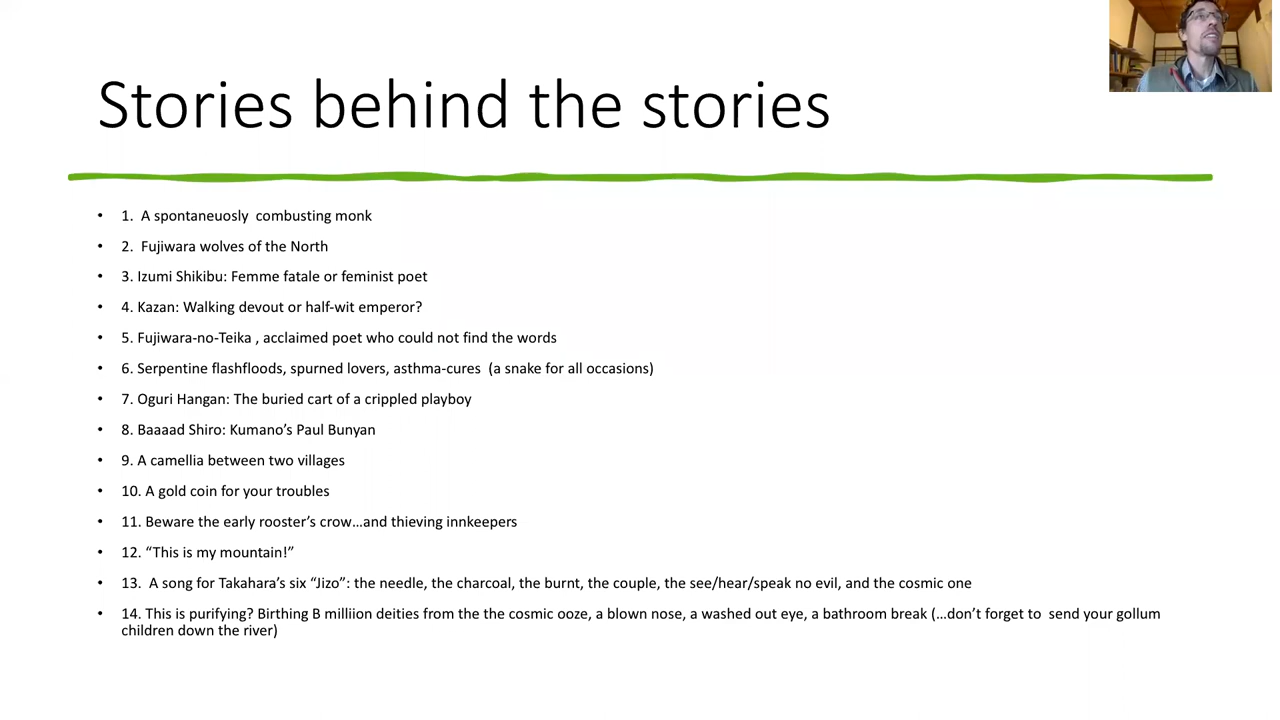 Stories behind the stories
• 1. A spontaneuosly combusting monk
• 2. Fujiwara wolves of the North
• 3. Izumi Shikibu: Femme fatale or feminist poet
• 4. Kazan: Walking devout or half-wit emperor?
• 5. Fujiwara-no-Teika , acclaimed poet who could not find the words
• 6. Serpentine flashfloods, spurned lovers, asthma-cures (a snake for all occasions)
• 7. Oguri Hangan: The buried cart of a crippled playboy
• 8. Baaaad Shiro: Kumano’s Paul Bunyan
• 9. A camellia between two villages
• 10. A gold coin for your troubles
• 11. Beware the early rooster’s crow…and thieving innkeepers
• 12. “This is my mountain!”
• 13. A song for Takahara’s six “Jizo”: the needle, the charcoal, the burnt, the couple, the see/hear/speak no evil, and the cosmic one
• 14. This is purifying? Birthing B milliion deities from the the cosmic ooze, a blown nose, a washed out eye, a bathroom break (…don’t forget to send your gollum
children down the river)